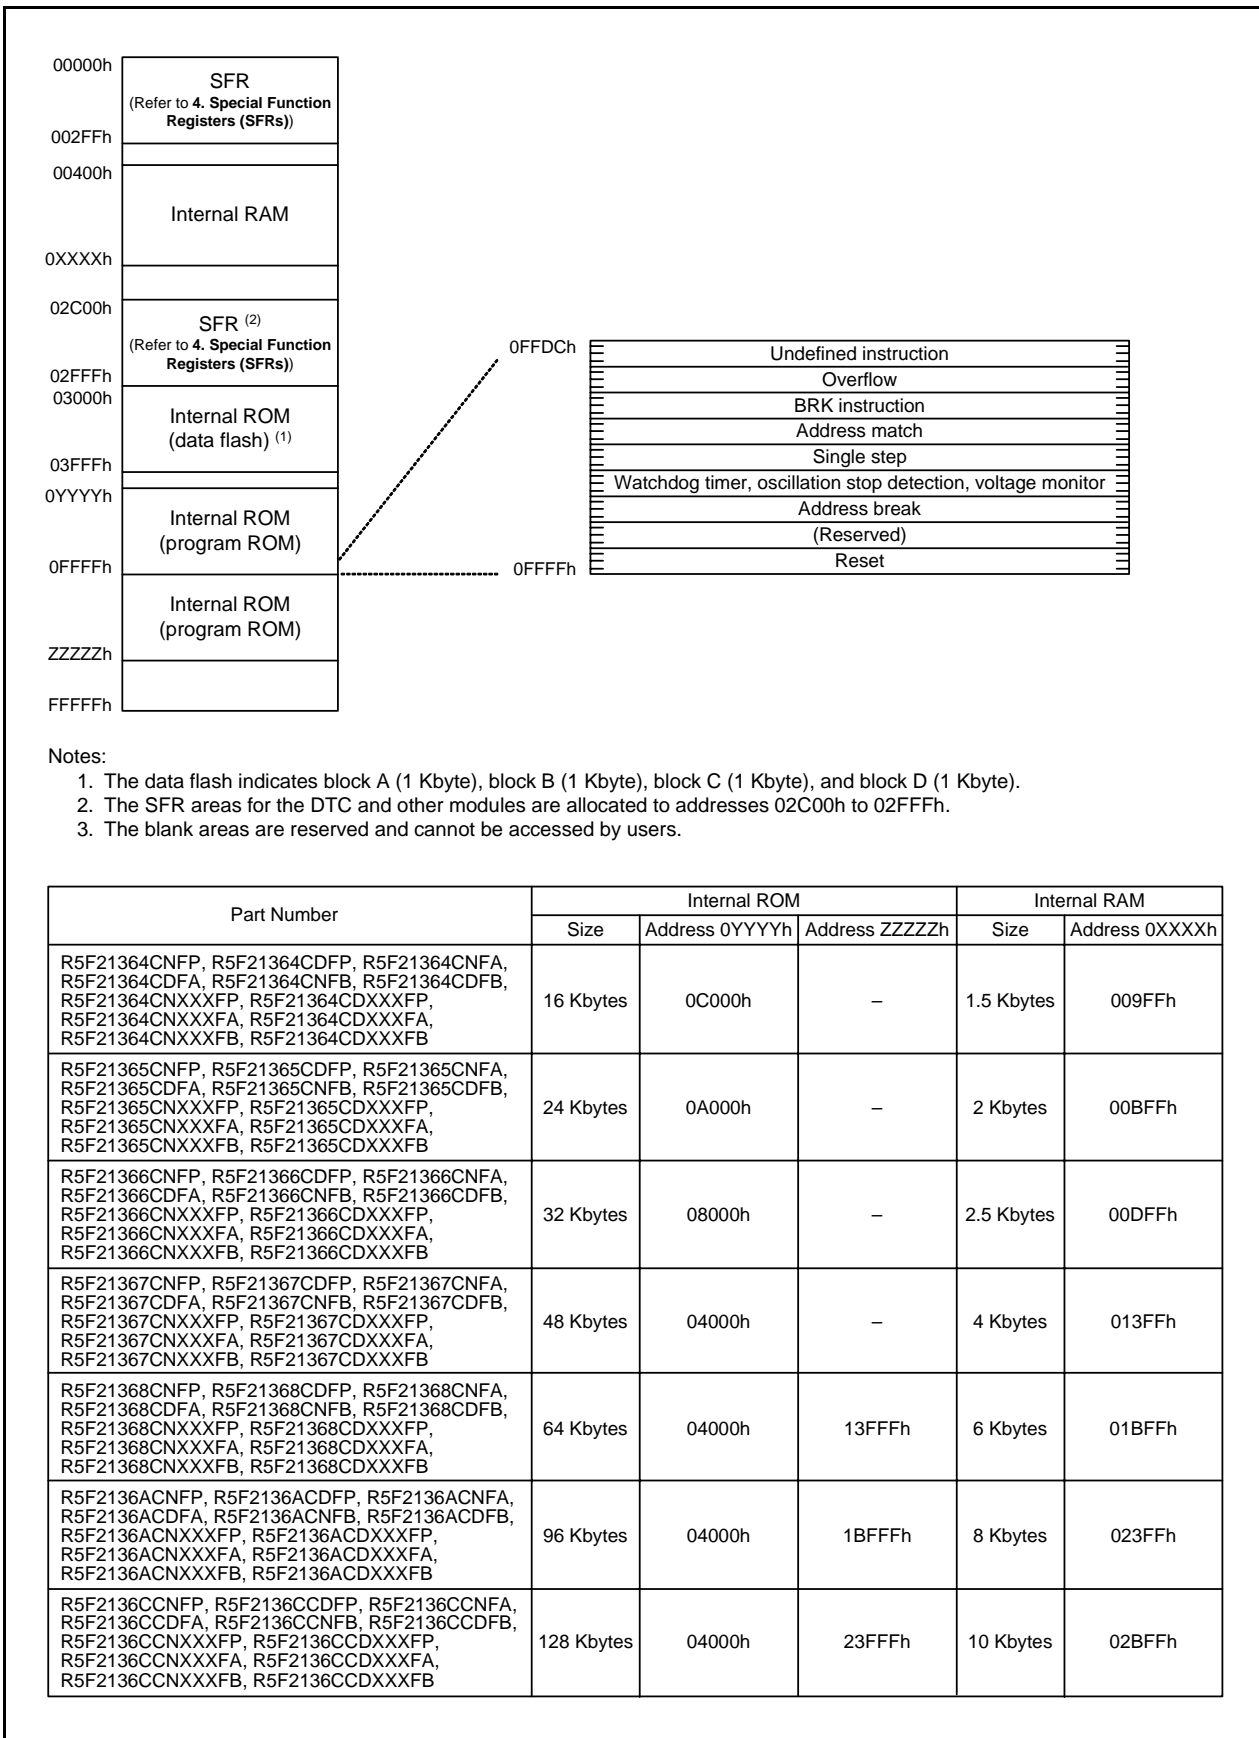 00000h
SFR
(Refer to 4. Special Function
Registers (SFRs))
002FFh
00400h
Internal RAM
0XXXXh
02C00h
SFR (2)
(Refer to 4. Special Function
Registers (SFRs))
02FFFh
03000h
Internal ROM
(data flash) (1)
03FFFh
0YYYYh
Internal ROM
(program ROM)
0FFFFh
Internal ROM
(program ROM)
ZZZZZh
FFFFFh
0FFDCh
Undefined instruction
Overflow
BRK instruction
Address match
Single step
Watchdog timer, oscillation stop detection, voltage monitor
Address break
(Reserved)
0FFFFh
Reset
Notes:
1. The data flash indicates block A (1 Kbyte), block B (1 Kbyte), block C (1 Kbyte), and block D (1 Kbyte).
2. The SFR areas for the DTC and other modules are allocated to addresses 02C00h to 02FFFh.
3. The blank areas are reserved and cannot be accessed by users.
Part Number Internal ROM Internal RAM
Size Address 0YYYYh Address ZZZZZh Size Address 0XXXXh
R5F21364CNFP, R5F21364CDFP, R5F21364CNFA,
R5F21364CDFA, R5F21364CNFB, R5F21364CDFB,
R5F21364CNXXXFP, R5F21364CDXXXFP,
R5F21364CNXXXFA, R5F21364CDXXXFA,
R5F21364CNXXXFB, R5F21364CDXXXFB
16 Kbytes 0C000h – 1.5 Kbytes 009FFh
R5F21365CNFP, R5F21365CDFP, R5F21365CNFA,
R5F21365CDFA, R5F21365CNFB, R5F21365CDFB,
R5F21365CNXXXFP, R5F21365CDXXXFP,
R5F21365CNXXXFA, R5F21365CDXXXFA,
R5F21365CNXXXFB, R5F21365CDXXXFB
24 Kbytes 0A000h – 2 Kbytes 00BFFh
R5F21366CNFP, R5F21366CDFP, R5F21366CNFA,
R5F21366CDFA, R5F21366CNFB, R5F21366CDFB,
R5F21366CNXXXFP, R5F21366CDXXXFP,
R5F21366CNXXXFA, R5F21366CDXXXFA,
R5F21366CNXXXFB, R5F21366CDXXXFB
32 Kbytes 08000h – 2.5 Kbytes 00DFFh
R5F21367CNFP, R5F21367CDFP, R5F21367CNFA,
R5F21367CDFA, R5F21367CNFB, R5F21367CDFB,
R5F21367CNXXXFP, R5F21367CDXXXFP,
R5F21367CNXXXFA, R5F21367CDXXXFA,
R5F21367CNXXXFB, R5F21367CDXXXFB
48 Kbytes 04000h – 4 Kbytes 013FFh
R5F21368CNFP, R5F21368CDFP, R5F21368CNFA,
R5F21368CDFA, R5F21368CNFB, R5F21368CDFB,
R5F21368CNXXXFP, R5F21368CDXXXFP,
R5F21368CNXXXFA, R5F21368CDXXXFA,
R5F21368CNXXXFB, R5F21368CDXXXFB
64 Kbytes 04000h 13FFFh 6 Kbytes 01BFFh
R5F2136ACNFP, R5F2136ACDFP, R5F2136ACNFA,
R5F2136ACDFA, R5F2136ACNFB, R5F2136ACDFB,
R5F2136ACNXXXFP, R5F2136ACDXXXFP,
R5F2136ACNXXXFA, R5F2136ACDXXXFA,
R5F2136ACNXXXFB, R5F2136ACDXXXFB
96 Kbytes 04000h 1BFFFh 8 Kbytes 023FFh
R5F2136CCNFP, R5F2136CCDFP, R5F2136CCNFA,
R5F2136CCDFA, R5F2136CCNFB, R5F2136CCDFB,
R5F2136CCNXXXFP, R5F2136CCDXXXFP,
R5F2136CCNXXXFA, R5F2136CCDXXXFA,
R5F2136CCNXXXFB, R5F2136CCDXXXFB
128 Kbytes 04000h 23FFFh 10 Kbytes 02BFFh